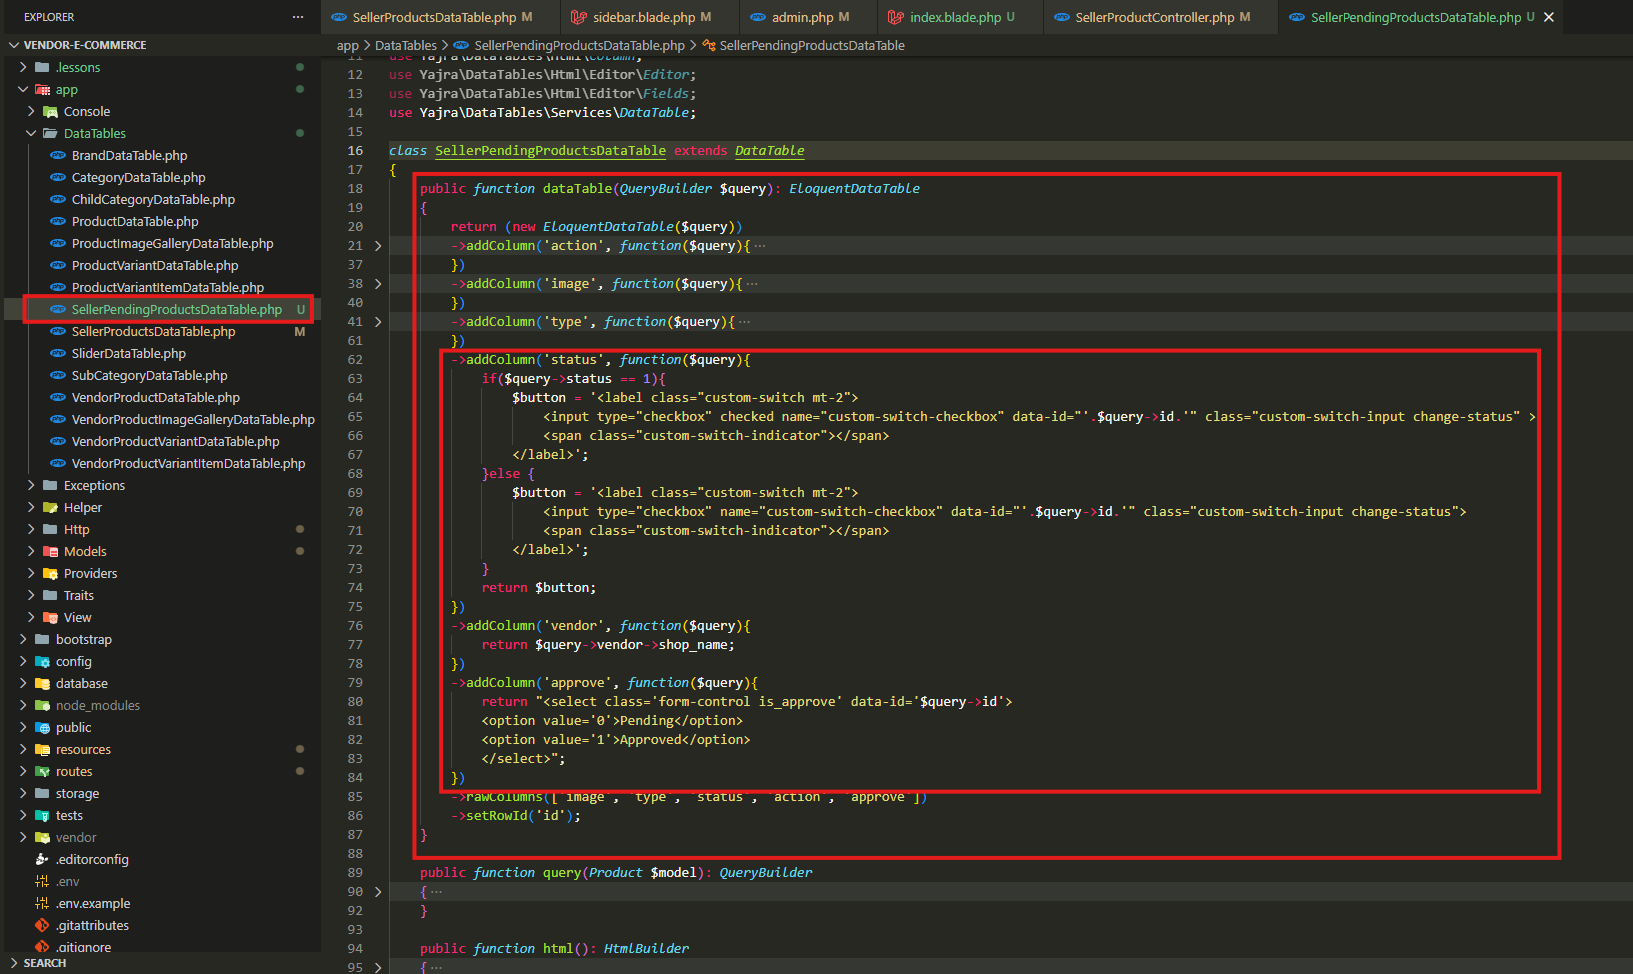 EXPLORER
VENDOR-E-COMMERCE
.lessons
app
Console
DataTables
BrandDataTable.php
CategoryDataTable.php
ChildCategoryDataTable.php
ProductDataTable.php
ProductImageGalleryDataTable.php
ProductVariantDataTable.php
ProductVariantItemDataTable.php
SellerPendingProductsDataTable.php U
SellerProductsDataTable.php M
SliderDataTable.php
SubCategoryDataTable.php
VendorProductDataTable.php
VendorProductImageGalleryDataTable.php
VendorProductVariantDataTable.php
VendorProductVariantItemDataTable.php
Exceptions
Helper
Http
Models
Providers
Traits
View
bootstrap
config
database
node_modules
public
resources
routes
storage
tests
vendor
.editorconfig
.env
.env.example
.gitattributes
.gitignore
SEARCH
SellerProductsDataTable.php M
sidebar.blade.php M
admin.php M
index.blade.php U
SellerProductController.php M
SellerPendingProductsDataTable.php U
app > DataTables > SellerPendingProductsDataTable.php > SellerPendingProductsDataTable
11 use Yajra\DataTables\Html\Column;
12 use Yajra\DataTables\Html\Editor\Editor;
13 use Yajra\DataTables\Html\Editor\Fields;
14 use Yajra\DataTables\Services\DataTable;
15
16 class SellerPendingProductsDataTable extends DataTable
17 {
18 public function dataTable(QueryBuilder $query): EloquentDataTable
19 {
20 return (new EloquentDataTable($query))
21 ->addColumn('action', function($query){ ...
37 })
38 ->addColumn('image', function($query){ ...
40 })
41 ->addColumn('type', function($query){ ...
61 })
62 ->addColumn('status', function($query){
63 if($query->status == 1){
64 $button = '<label class="custom-switch mt-2">
65 <input type="checkbox" checked name="custom-switch-checkbox" data-id="'.$query->id.'" class="custom-switch-input change-status" >
66 <span class="custom-switch-indicator"></span>
67 </label>';
68 }else {
69 $button = '<label class="custom-switch mt-2">
70 <input type="checkbox" name="custom-switch-checkbox" data-id="'.$query->id.'" class="custom-switch-input change-status">
71 <span class="custom-switch-indicator"></span>
72 </label>';
73 }
74 return $button;
75 })
76 ->addColumn('vendor', function($query){
77 return $query->vendor->shop_name;
78 })
79 ->addColumn('approve', function($query){
80 return "<select class='form-control is_approve' data-id='$query->id'>
81 <option value='0'>Pending</option>
82 <option value='1'>Approved</option>
83 </select>";
84 })
85 ->rawColumns(['image', 'type', 'status', 'action', 'approve'])
86 ->setRowId('id');
87 }
88
89 public function query(Product $model): QueryBuilder
90 { ...
92 }
93
94 public function html(): HtmlBuilder
95 { ...